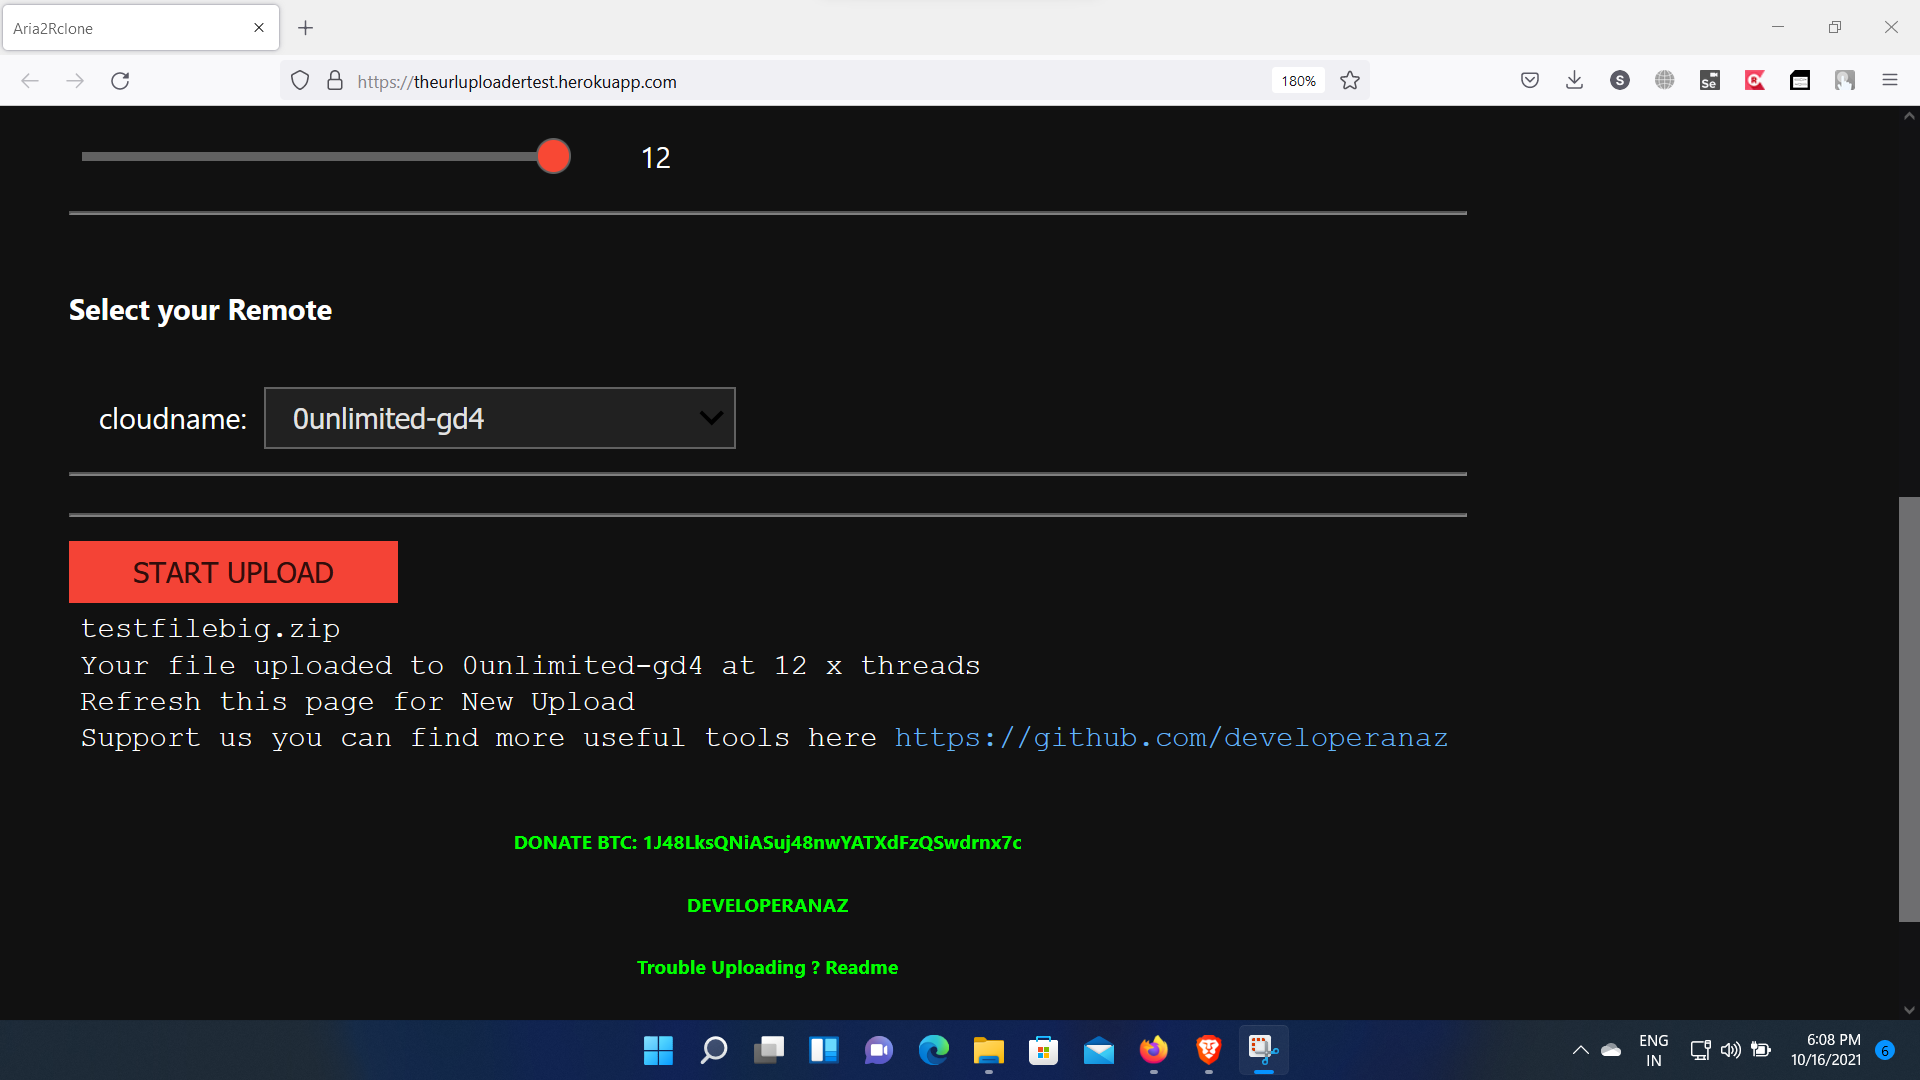 Aria2Rclone
https://theurluploadertest.herokuapp.com
180%
S
Se
12
Select your Remote
cloudname: 0unlimited-gd4
START UPLOAD
testfilebig.zip
Your file uploaded to 0unlimited-gd4 at 12 x threads
Refresh this page for New Upload
Support us you can find more useful tools here https://github.com/developeranaz
DONATE BTC: 1J48LksQNiASuj48nwYATXdFzQSwdrnx7c
DEVELOPERANAZ
Trouble Uploading ? Readme
ENG
IN
6:08 PM
10/16/2021
6